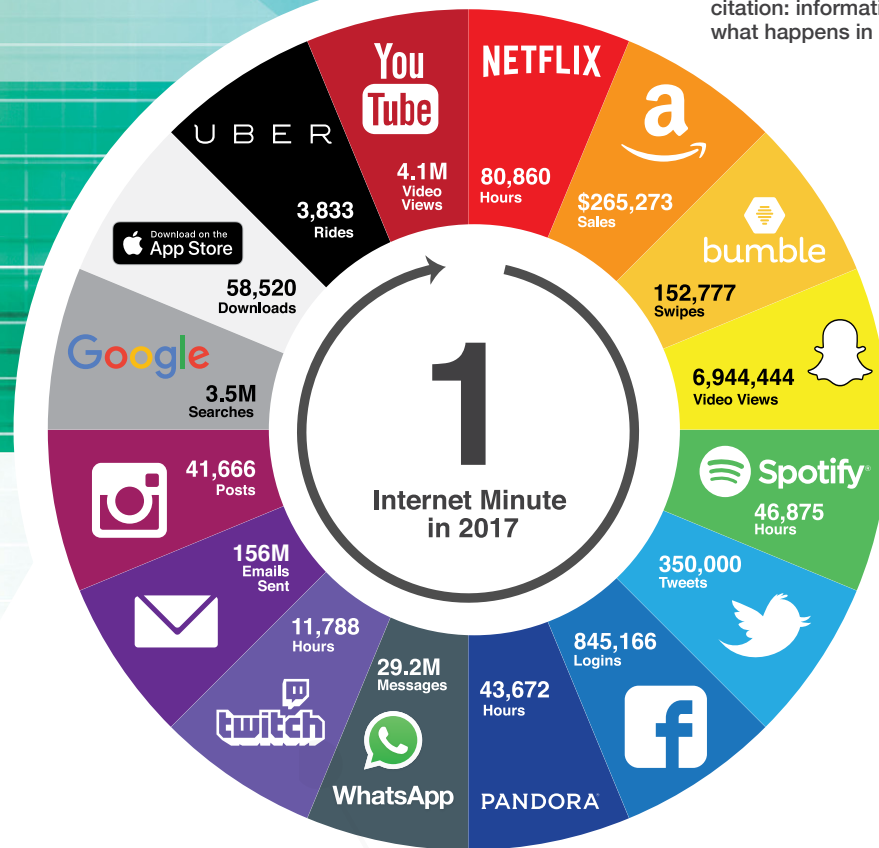 citation: informati
what happens in
You
Tube
4.1M
Video
Views
NETFLIX
80,860
Hours
a
$265,273
Sales
bumble
152,777
Swipes
6,944,444
Video Views
Spotify®
46,875
Hours
350,000
Tweets
845,166
Logins
f
43,672
Hours
PANDORA
29.2M
Messages
WhatsApp
11,788
Hours
twitch
156M
Emails
Sent
41,666
Posts
Google
3.5M
Searches
Download on the
App Store
58,520
Downloads
UBER
3,833
Rides
1
Internet Minute
in 2017